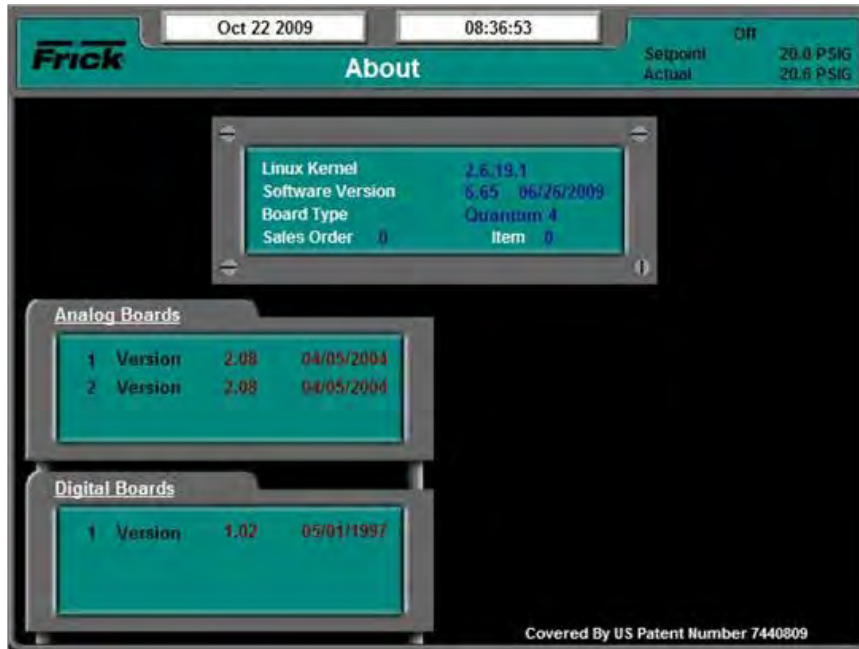 Oct 22 2009 08:36:53
Off
Frick
About
Setpoint 20.0 PSIG
Actual 20.6 PSIG
Linux Kernel 2.6.19.1
Software Version 6.65 06/26/2009
Board Type Quantum 4
Sales Order 0 Item 0
Analog Boards
1 Version 2.08 04/05/2004
2 Version 2.08 04/05/2004
Digital Boards
1 Version 1.02 05/01/1997
Covered By US Patent Number 7440809